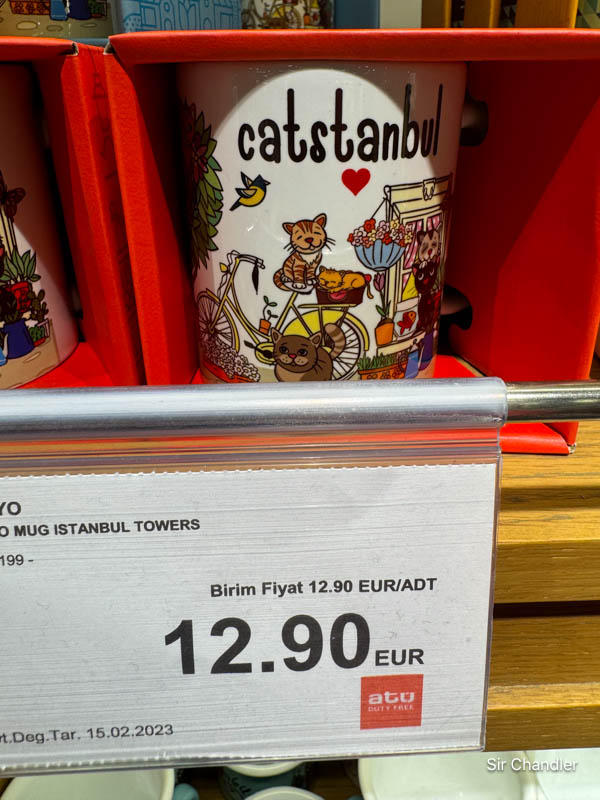 catstanbul
YO
O MUG ISTANBUL TOWERS
199 -
Birim Fiyat 12.90 EUR/ADT
12.90 EUR
atu
DUTY FREE
t.Deg.Tar. 15.02.2023
Sir Chandler